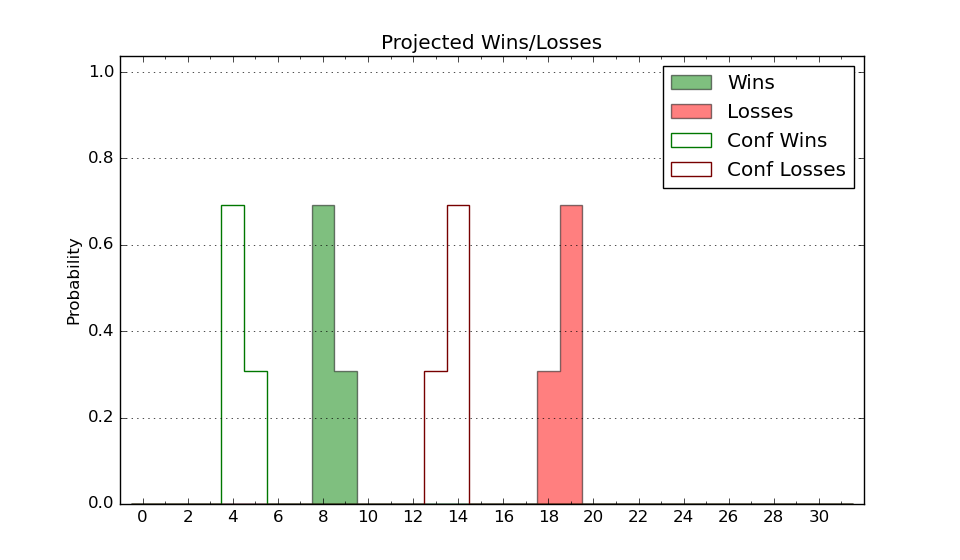 Projected Wins/Losses
Wins
Losses
Conf Wins
Conf Losses
Probability
1.0
0.8
0.6
0.4
0.2
0.0
0 2 4 6 8 10 12 14 16 18 20 22 24 26 28 30